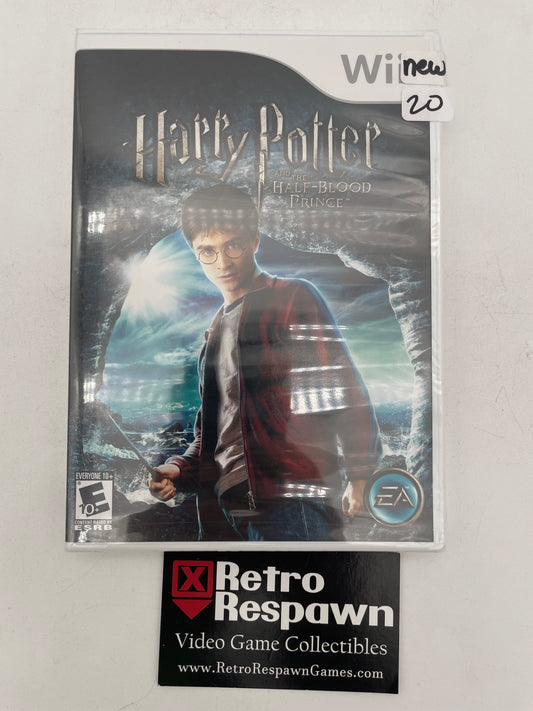 Wii
new
20
Harry Potter
AND THE
HALF-BLOOD
PRINCE
EVERYONE 10+
E
10+
CONTENT RATED BY
ESRB
EA
Retro
Respawn
Video Game Collectibles
www.RetroRespawnGames.com